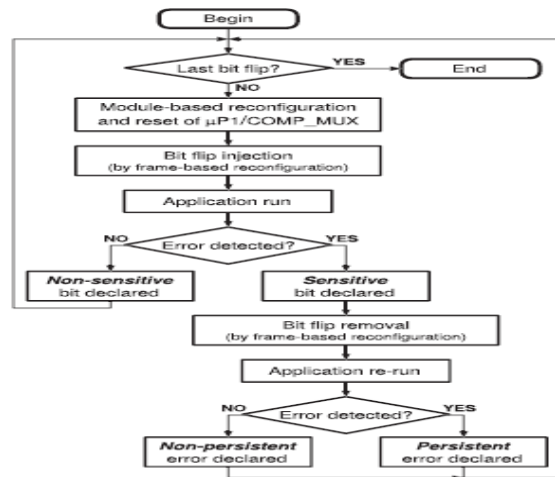 Begin
Last bit flip?
YES
End
NO
Module-based reconfiguration
and reset of µP1/COMP_MUX
Bit flip injection
(by frame-based reconfiguration)
Application run
NO
Error detected?
YES
Non-sensitive
bit declared
Sensitive
bit declared
Bit flip removal
(by frame-based reconfiguration)
Application re-run
NO
Error detected?
YES
Non-persistent
error declared
Persistent
error declared